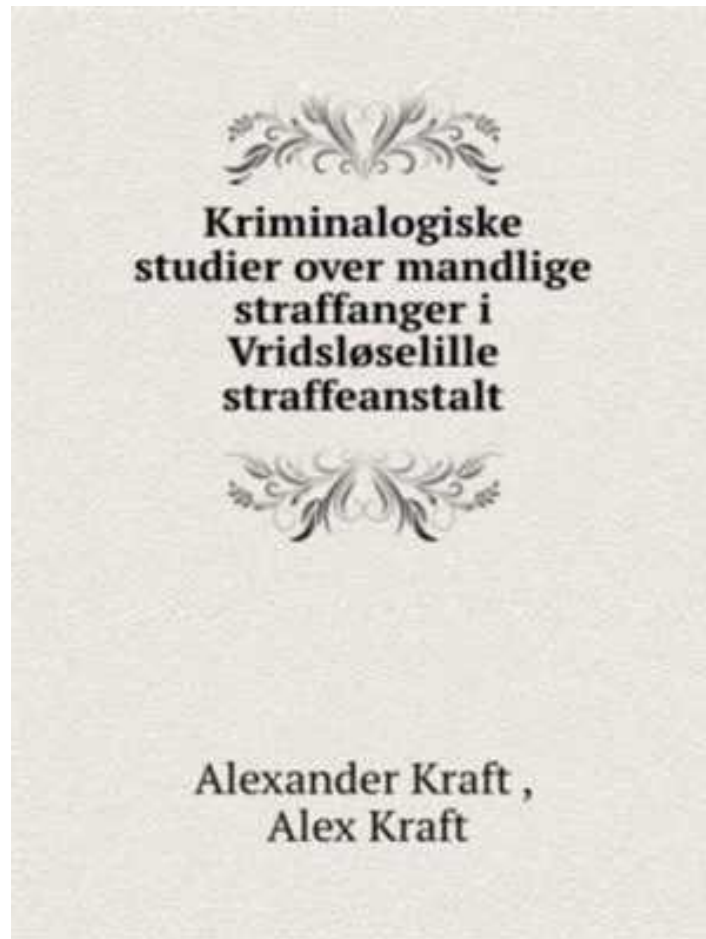 Kriminalogiske
studier over mandlige
straffanger i
Vridsløselille
straffeanstalt
Alexander Kraft ,
Alex Kraft